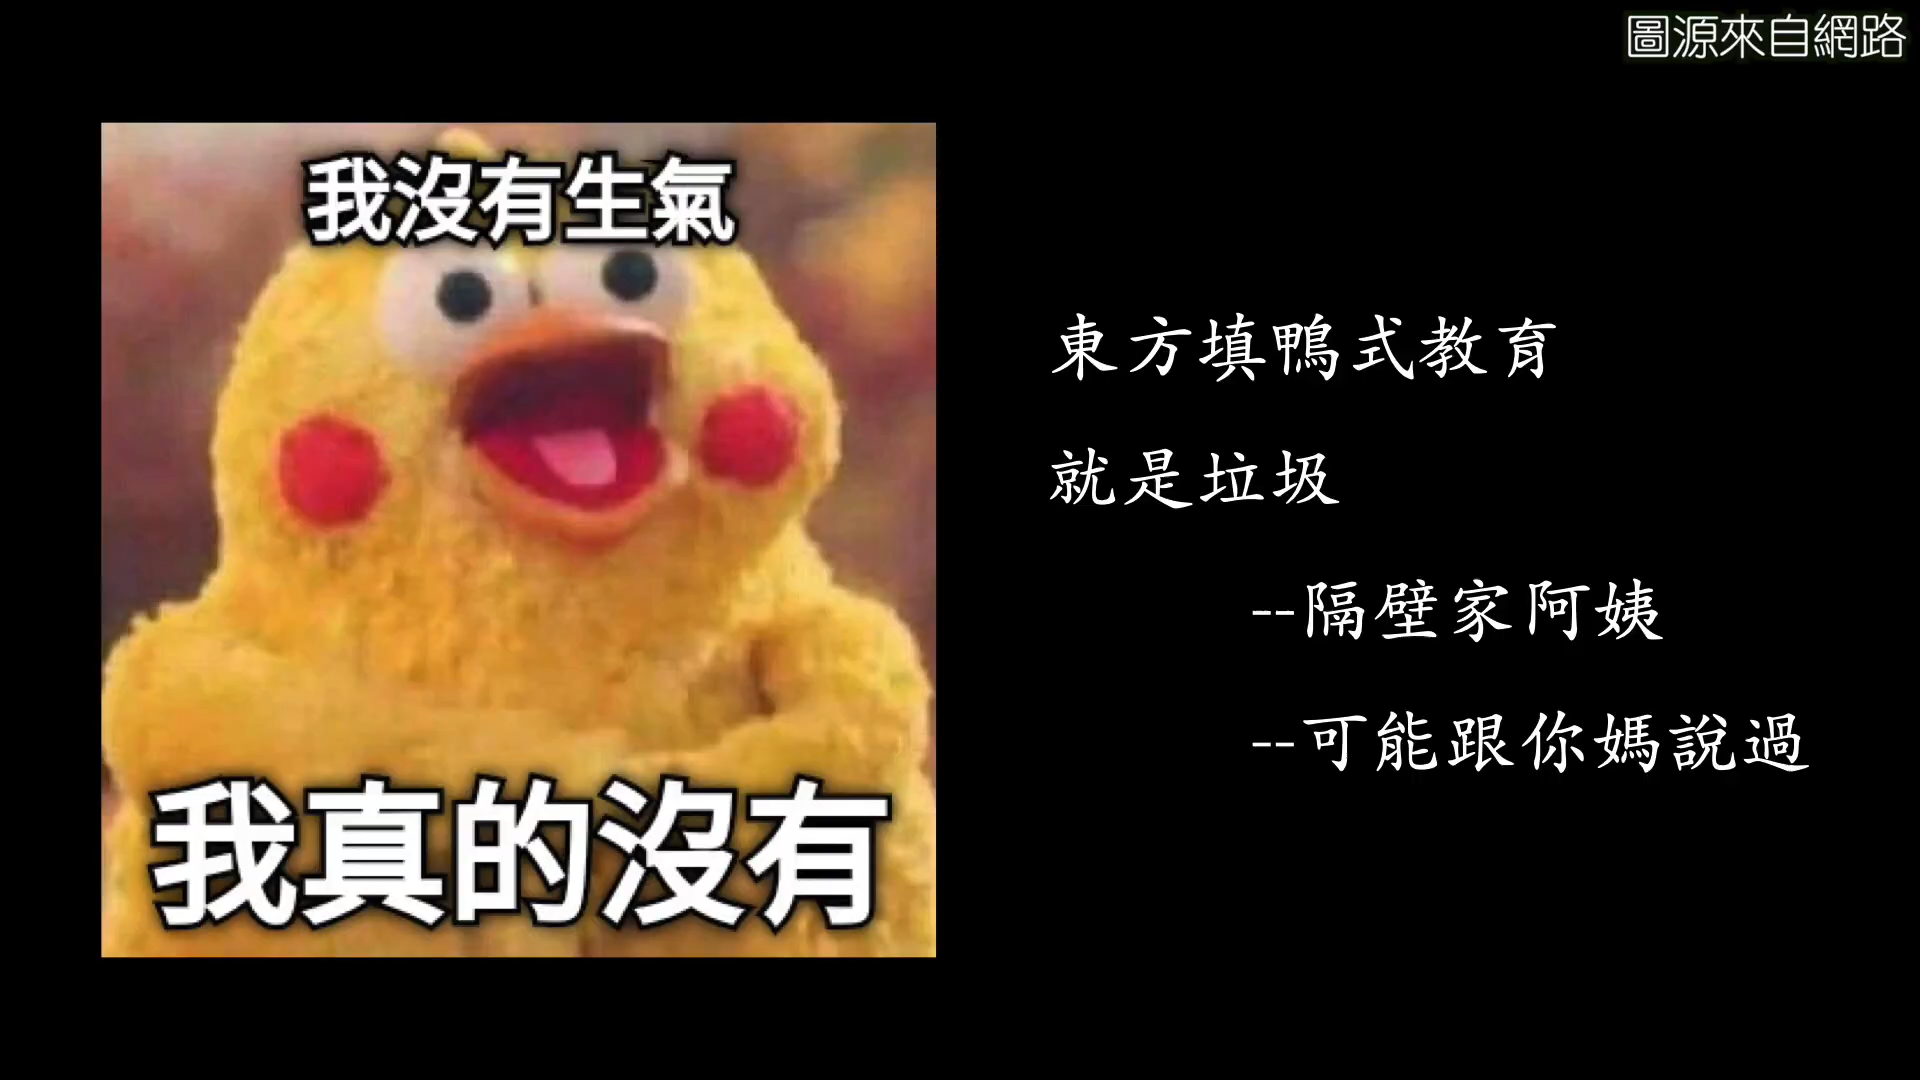 圖源來自網路
我沒有生氣
我真的沒有
東方填鴨式教育
就是垃圾
--隔壁家阿姨
--可能跟你媽說過